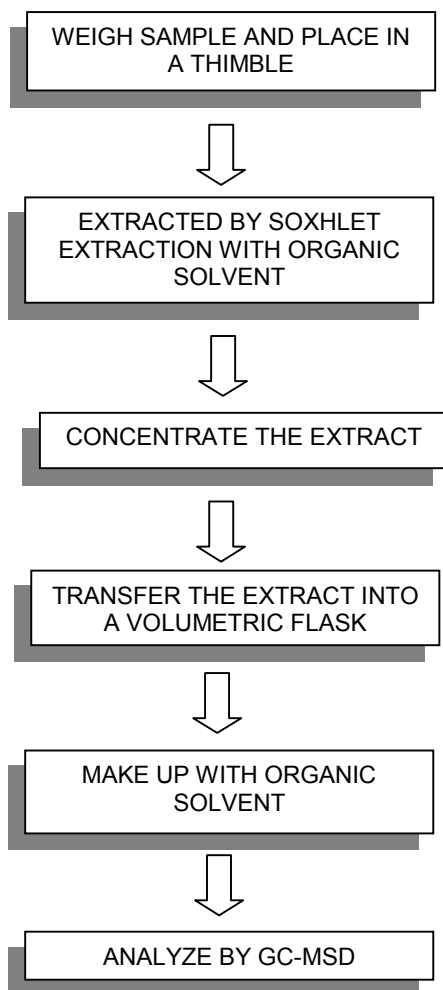 WEIGH SAMPLE AND PLACE IN
A THIMBLE
EXTRACTED BY SOXHLET
EXTRACTION WITH ORGANIC
SOLVENT
CONCENTRATE THE EXTRACT
TRANSFER THE EXTRACT INTO
A VOLUMETRIC FLASK
MAKE UP WITH ORGANIC
SOLVENT
ANALYZE BY GC-MSD